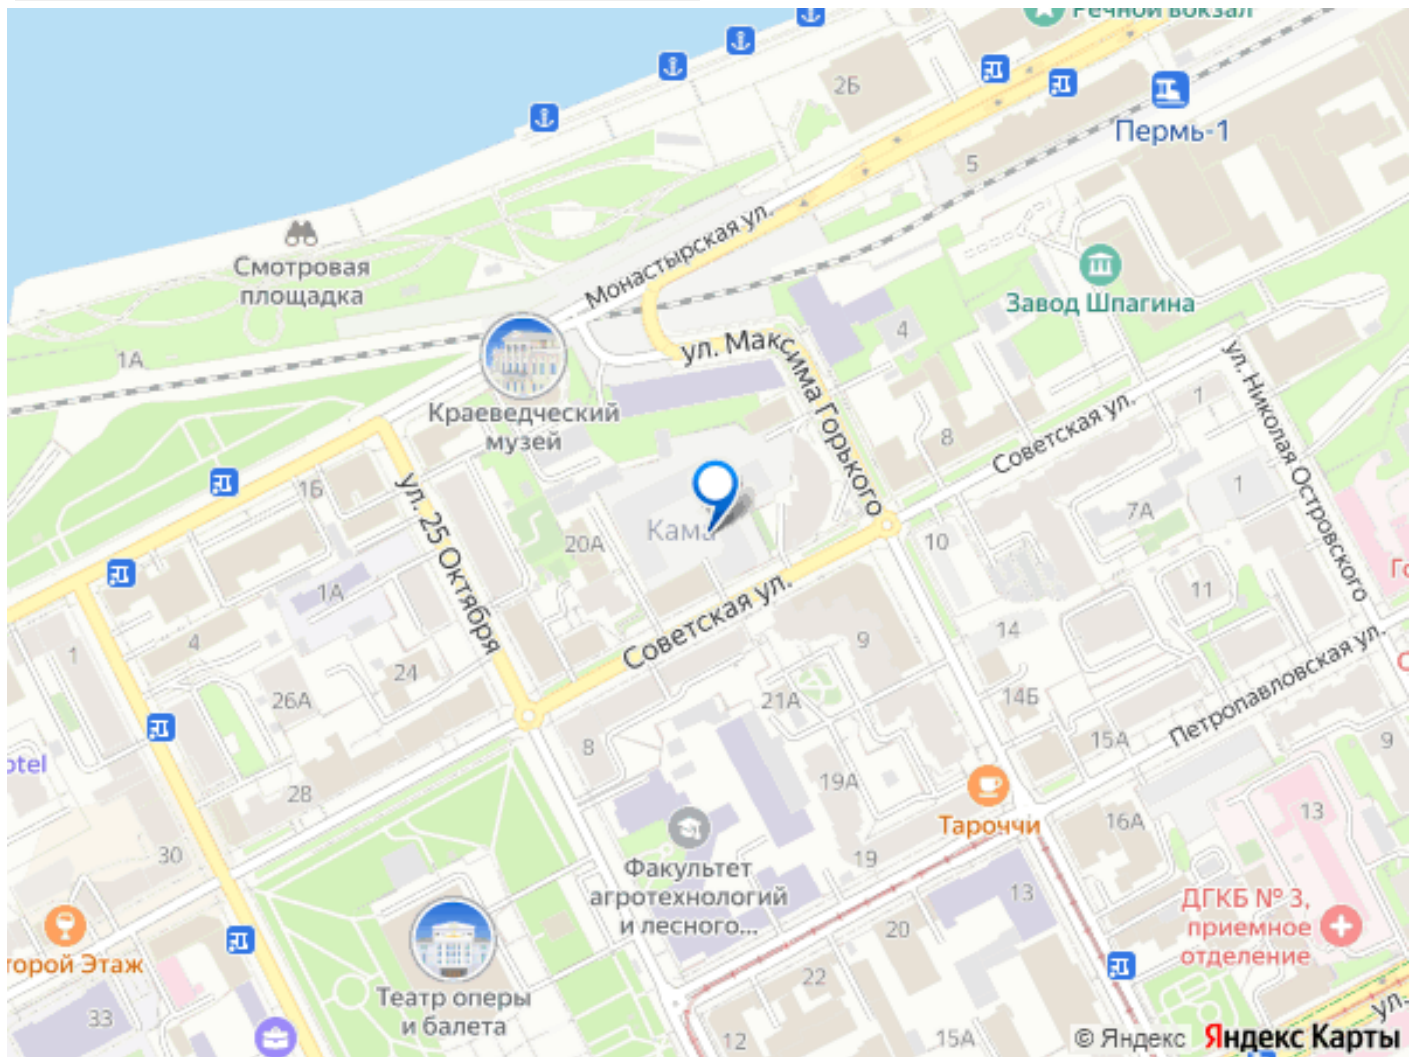 Речной вокзал
2Б
Пермь-1
5
Монастырская ул.
Смотровая
площадка
Завод Шпагина
4
1А
ул. Максима Горького
ул. Николая Островского
Краеведческий
музей
1
Советская ул.
8
1Б
ул. 25 Октября
1
7А
Кама
20А
10
1А
11
Советская ул.
9
14
4
1
24
Петропавловская ул.
26А
21А
14Б
8
15А
9
28
19А
13
Тароччи
16А
30
19
Факультет
агротехнологий
и лесного...
13
ДГКБ № 3,
приемное
отделение
20
торой Этаж
22
Театр оперы
и балета
33
12
15А
ул.
© Яндекс Яндекс Карты